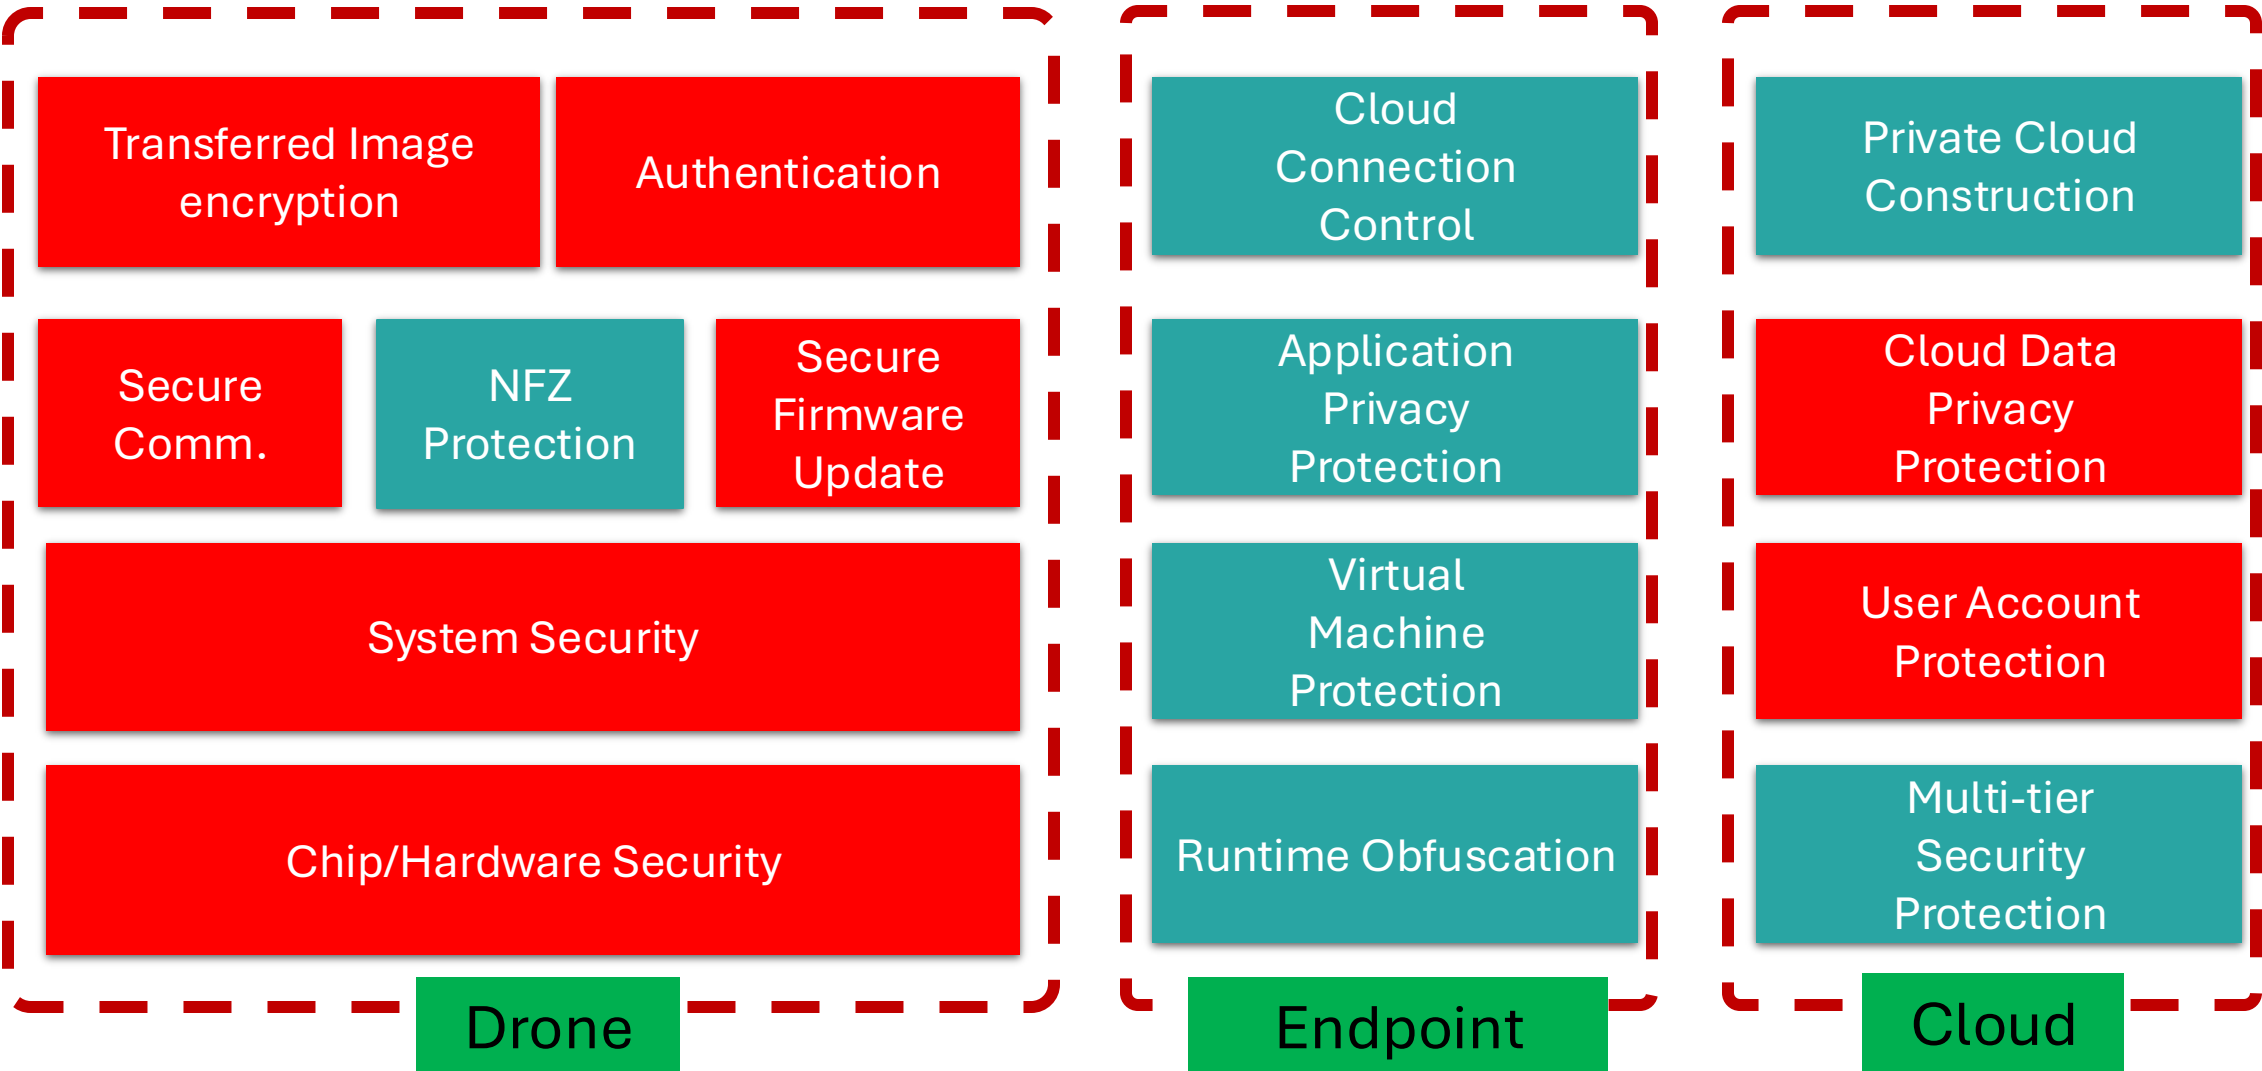 Transferred Image
encryption
Authentication
Secure
Comm.
NFZ
Protection
Secure
Firmware
Update
System Security
Chip/Hardware Security
Drone
Cloud
Connection
Control
Application
Privacy
Protection
Virtual
Machine
Protection
Runtime Obfuscation
Endpoint
Private Cloud
Construction
Cloud Data
Privacy
Protection
User Account
Protection
Multi-tier
Security
Protection
Cloud